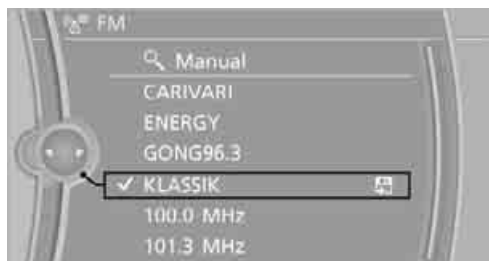 FM
Manual
CARIVARI
ENERGY
GONG96.3
KLASSIK
100.0 MHz
101.3 MHz